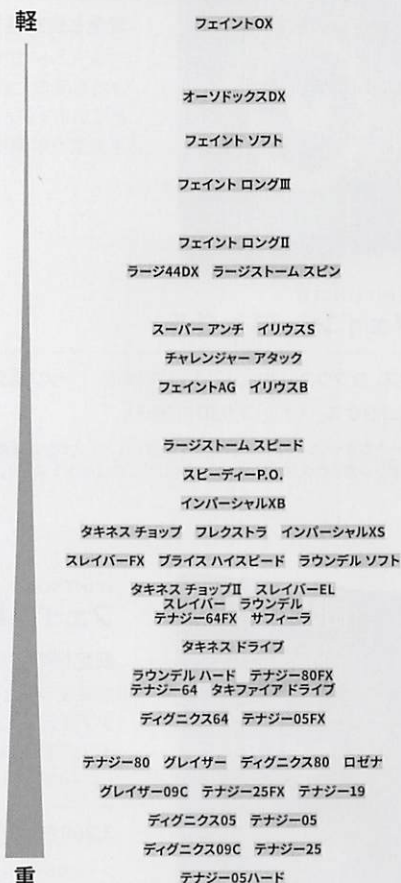 軽
フェイントOX
オーソドックスDX
フェイント ソフト
フェイント ロングⅢ
フェイント ロングⅡ
ラージ44DX ラージストーム スピン
スーパー アンチ イリウスS
チャレンジャー アタック
フェイントAG イリウスB
ラージストーム スピード
スピーディーP.O.
インパーシャルXB
タキネス チョップ フレクストラ インパーシャルXS
スレイバーFX ブライス ハイスピード ラウンデル ソフト
タキネス チョップⅡ スレイバーEL
スレイバー ラウンデル
テナジー64FX サフィーラ
タキネス ドライブ
ラウンデル ハード テナジー80FX
テナジー64 タキファイア ドライブ
ディグニクス64 テナジー05FX
テナジー80 グレイザー ディグニクス80 ロゼナ
グレイザー09C テナジー25FX テナジー19
ディグニクス05 テナジー05
ディグニクス09C テナジー25
テナジー05ハード
重